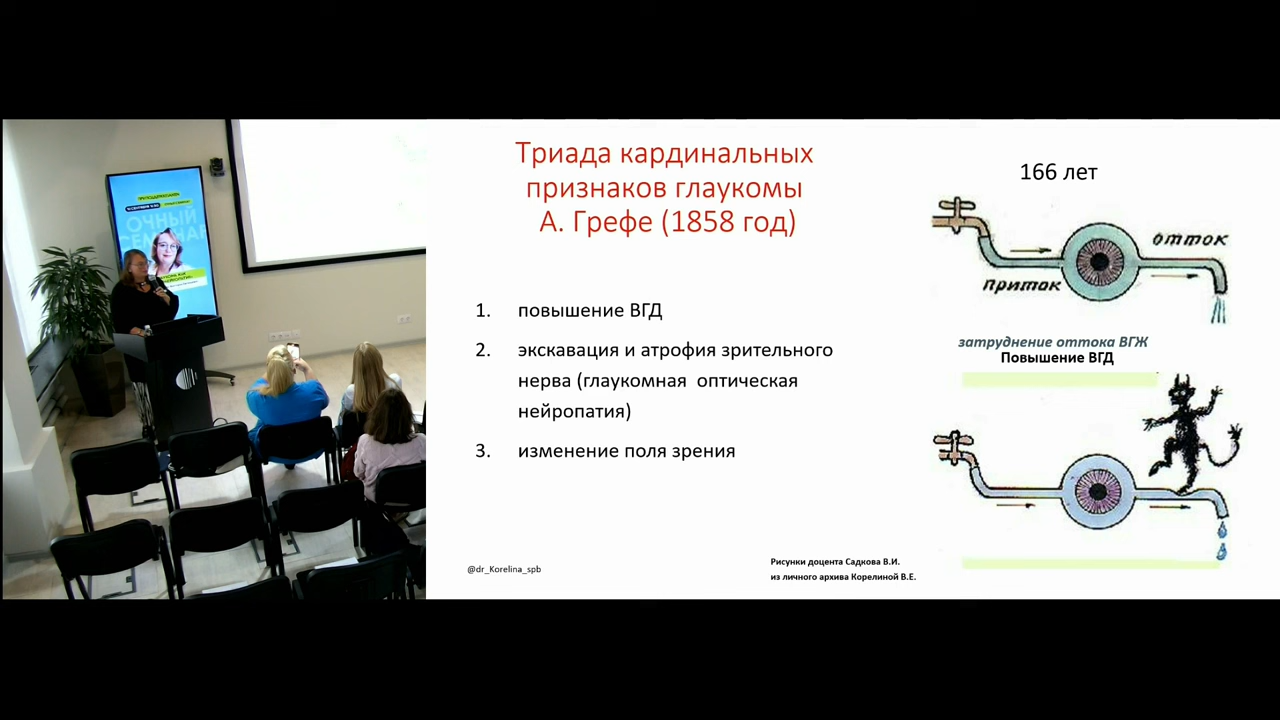 ОЧНЫЙ
Триада кардинальных
признаков глаукомы
А. Грефе (1858 год)
1. повышение ВГД
2. экскавация и атрофия зрительного
нерва (глаукомная оптическая
нейропатия)
3. изменение поля зрения
@dr_Korelina_spb
166 лет
отток
приток
затруднение оттока ВГЖ
Повышение ВГД
Рисунки доцента Садкова В.И.
из личного архива Корелиной В.Е.